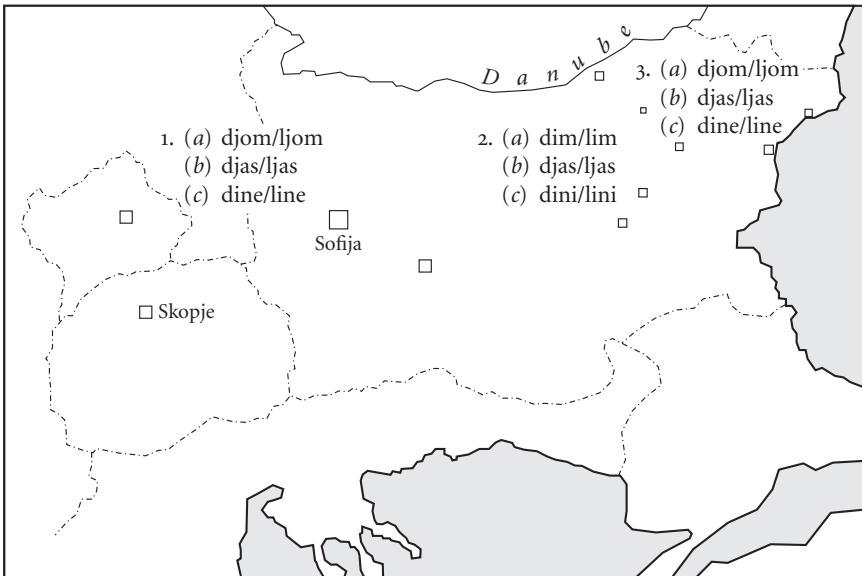 Danube
3. (a) djom/ljom
(b) djas/ljas
(c) dine/line
1. (a) djom/ljom
(b) djas/ljas
(c) dine/line
2. (a) dim/lim
(b) djas/ljas
(c) dini/lini
Sofija
Skopje